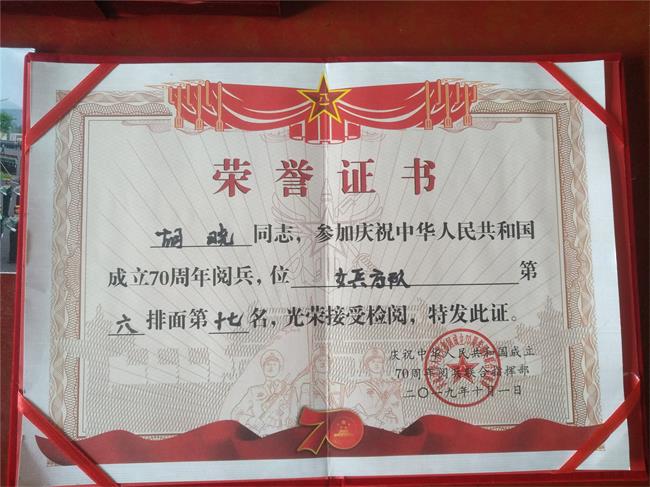 八一
荣誉证书
胡晓同志，参加庆祝中华人民共和国
成立70周年阅兵，位女兵方队第
六排面第十七名，光荣接受检阅，特发此证。
庆祝中华人民共和国成立
70周年阅兵联合指挥部
二〇一九年十月一日
70